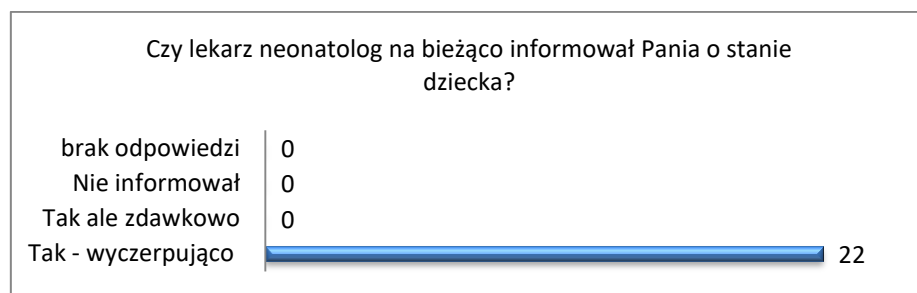 Czy lekarz neonatolog na bieżąco informował Pania o stanie
dziecka?
brak odpowiedzi 0
Nie informował 0
Tak ale zdawkowo 0
Tak - wyczerpująco 22